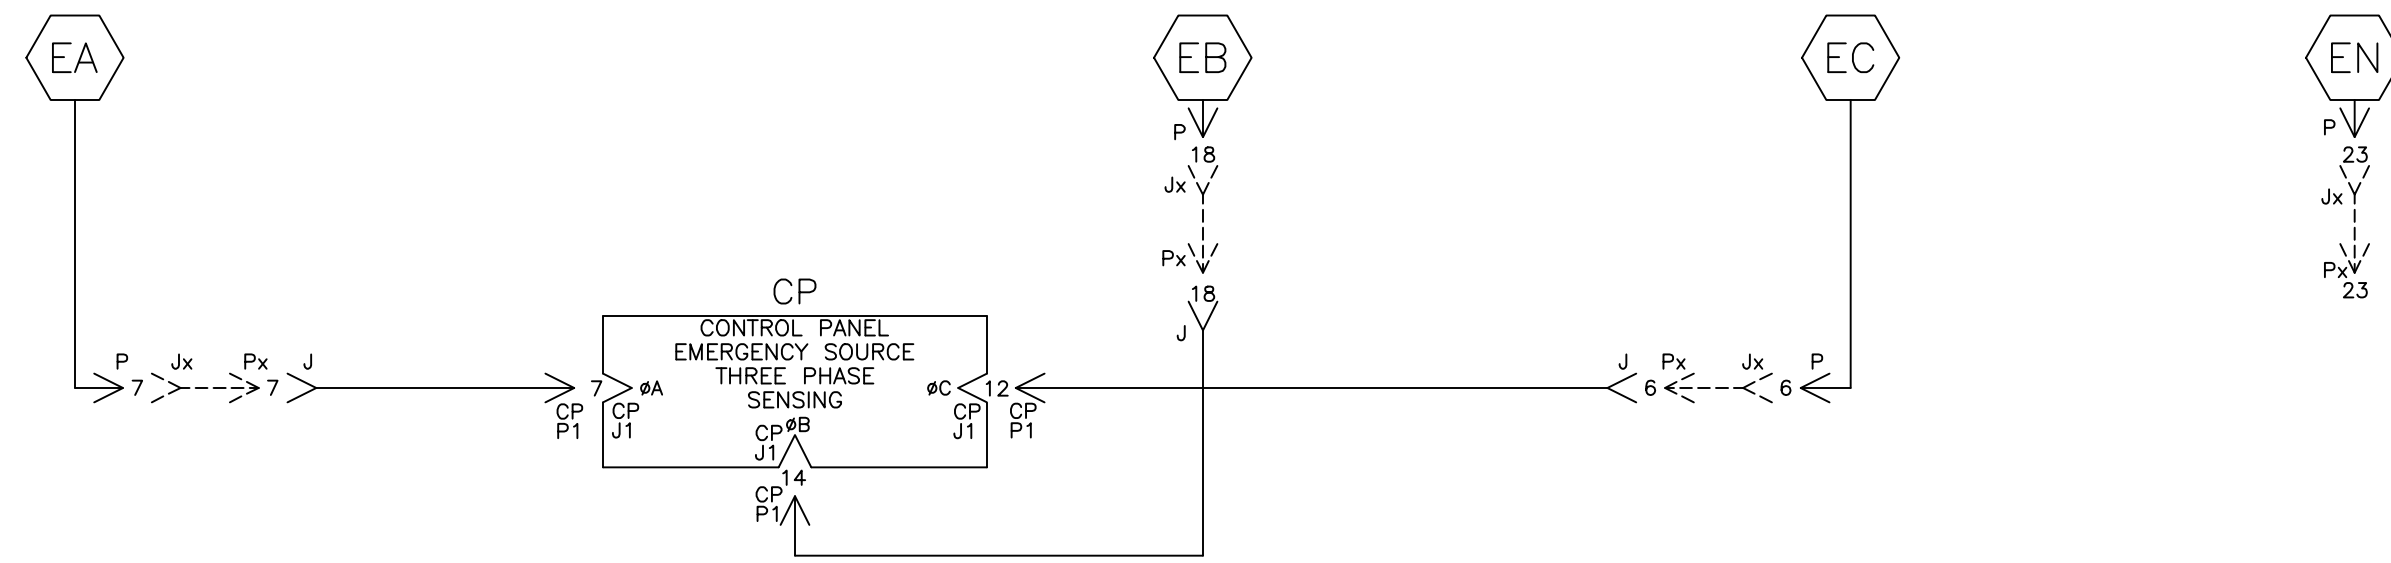 EA
EB
EC
EN
P
18
Jx
Px
18
J
P
23
Jx
Px
23
CP
CONTROL PANEL
EMERGENCY SOURCE
THREE PHASE
SENSING
P
7
Jx
Px
7
J
7
øA
CP
P1
CP
J1
øB
CP
J1
14
CP
P1
øC
12
CP
J1
CP
P1
J
6
Px
Jx
6
P